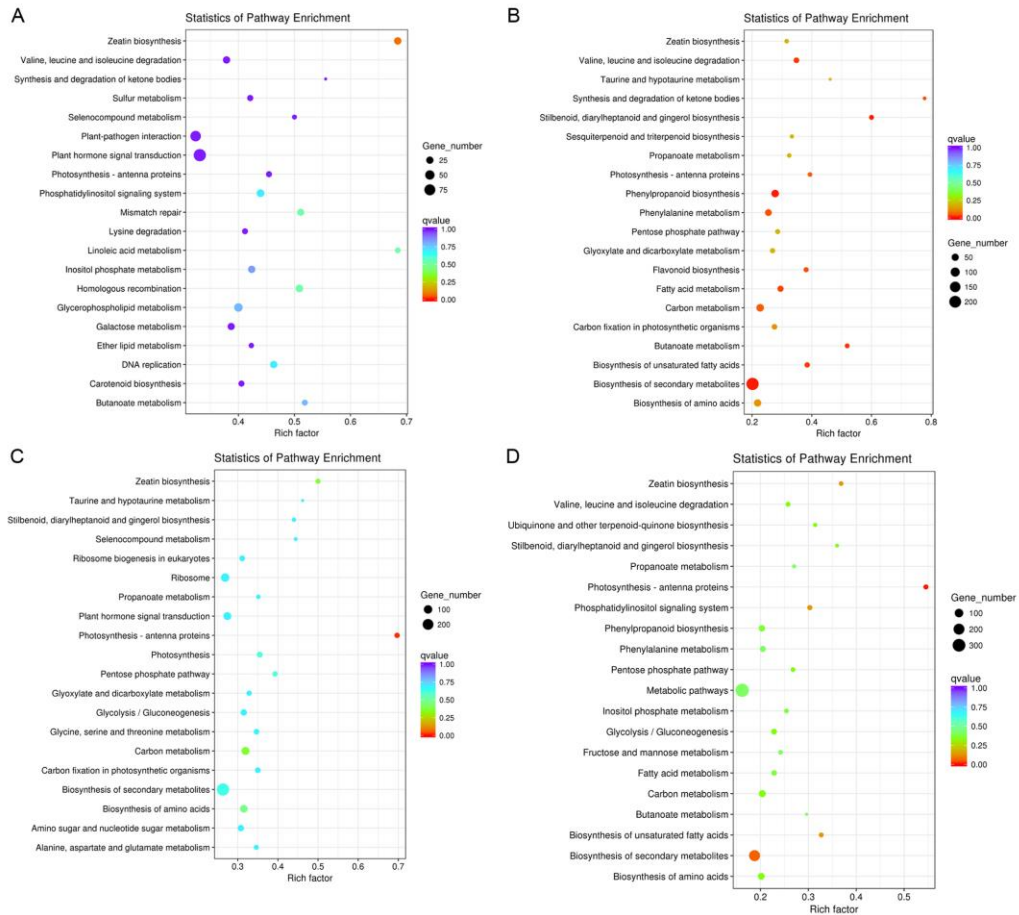 A
Statistics of Pathway Enrichment
Zeatin biosynthesis
Valine, leucine and isoleucine degradation
Synthesis and degradation of ketone bodies
Sulfur metabolism
Selenocompound metabolism
Plant-pathogen interaction
Plant hormone signal transduction
Photosynthesis - antenna proteins
Phosphatidylinositol signaling system
Mismatch repair
Lysine degradation
Linoleic acid metabolism
Inositol phosphate metabolism
Homologous recombination
Glycerophospholipid metabolism
Galactose metabolism
Ether lipid metabolism
DNA replication
Carotenoid biosynthesis
Butanoate metabolism
0.4 0.5 0.6 0.7
Rich factor
Gene_number
25
50
75
qvalue
1.00
0.75
0.50
0.25
0.00
B
Statistics of Pathway Enrichment
Zeatin biosynthesis
Valine, leucine and isoleucine degradation
Taurine and hypotaurine metabolism
Synthesis and degradation of ketone bodies
Stilbenoid, diarylheptanoid and gingerol biosynthesis
Sesquiterpenoid and triterpenoid biosynthesis
Propanoate metabolism
Photosynthesis - antenna proteins
Phenylpropanoid biosynthesis
Phenylalanine metabolism
Pentose phosphate pathway
Glyoxylate and dicarboxylate metabolism
Flavonoid biosynthesis
Fatty acid metabolism
Carbon metabolism
Carbon fixation in photosynthetic organisms
Butanoate metabolism
Biosynthesis of unsaturated fatty acids
Biosynthesis of secondary metabolites
Biosynthesis of amino acids
0.2 0.4 0.6 0.8
Rich factor
qvalue
1.00
0.75
0.50
0.25
0.00
Gene_number
50
100
150
200
C
Statistics of Pathway Enrichment
Zeatin biosynthesis
Taurine and hypotaurine metabolism
Stilbenoid, diarylheptanoid and gingerol biosynthesis
Selenocompound metabolism
Ribosome biogenesis in eukaryotes
Ribosome
Propanoate metabolism
Plant hormone signal transduction
Photosynthesis - antenna proteins
Photosynthesis
Pentose phosphate pathway
Glyoxylate and dicarboxylate metabolism
Glycolysis / Gluconeogenesis
Glycine, serine and threonine metabolism
Carbon metabolism
Carbon fixation in photosynthetic organisms
Biosynthesis of secondary metabolites
Biosynthesis of amino acids
Amino sugar and nucleotide sugar metabolism
Alanine, aspartate and glutamate metabolism
0.3 0.4 0.5 0.6 0.7
Rich factor
Gene_number
100
200
qvalue
1.00
0.75
0.50
0.25
0.00
D
Statistics of Pathway Enrichment
Zeatin biosynthesis
Valine, leucine and isoleucine degradation
Ubiquinone and other terpenoid-quinone biosynthesis
Stilbenoid, diarylheptanoid and gingerol biosynthesis
Propanoate metabolism
Photosynthesis - antenna proteins
Phosphatidylinositol signaling system
Phenylpropanoid biosynthesis
Phenylalanine metabolism
Pentose phosphate pathway
Metabolic pathways
Inositol phosphate metabolism
Glycolysis / Gluconeogenesis
Fructose and mannose metabolism
Fatty acid metabolism
Carbon metabolism
Butanoate metabolism
Biosynthesis of unsaturated fatty acids
Biosynthesis of secondary metabolites
Biosynthesis of amino acids
0.2 0.3 0.4 0.5
Rich factor
Gene_number
100
200
300
qvalue
1.00
0.75
0.50
0.25
0.00